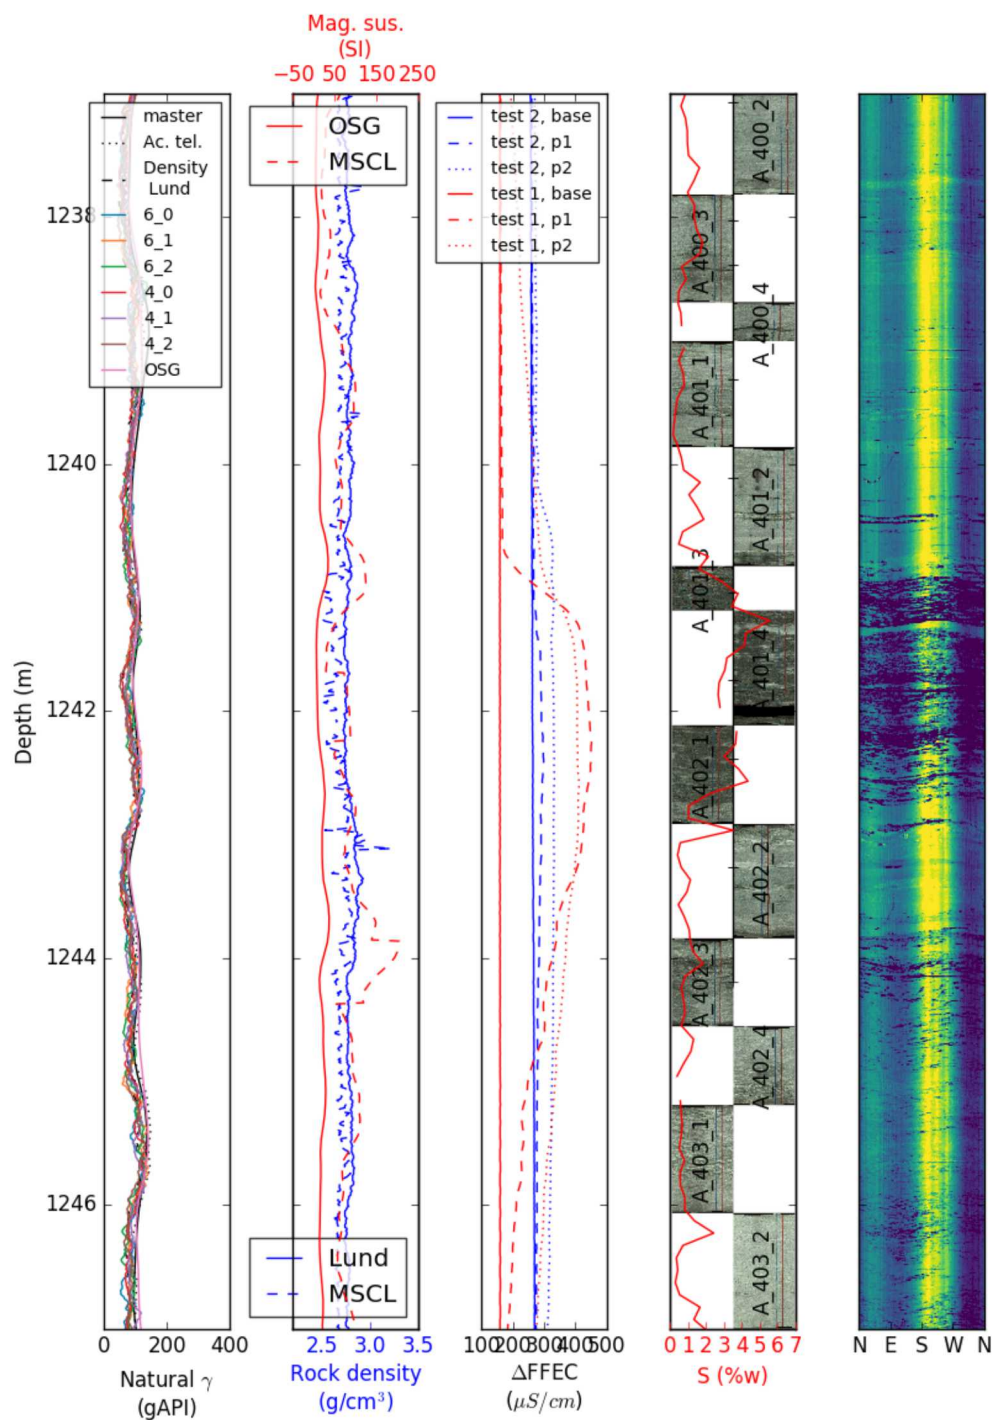 Mag. sus.
(SI)
−50 50 150 250
master
Ac. tel.
Density
Lund
6_0
6_1
6_2
4_0
4_1
4_2
OSG
OSG
MSCL
test 2, base
test 2, p1
test 2, p2
test 1, base
test 1, p1
test 1, p2
A_400_2
A_400_3
A_400_4
A_401_1
A_401_2
A_401_3
A_401_4
A_402_1
A_402_2
A_402_3
A_402_4
A_403_1
A_403_2
1238
1240
1242
1244
1246
Depth (m)
Lund
MSCL
0 200 400
Natural γ
(gAPI)
2.5 3.0 3.5
Rock density
(g/cm³)
100 200 300 400 500
ΔFFEC
(μS/cm)
0 1 2 3 4 5 6 7
S (%w)
N E S W N